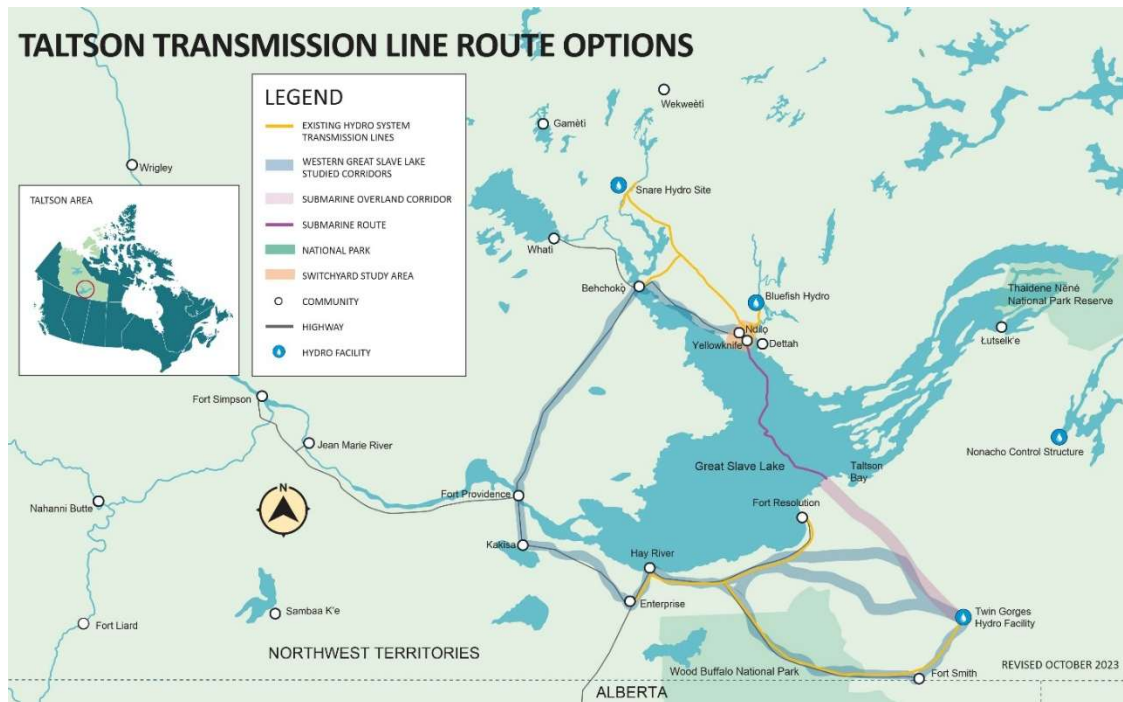 TALTSON TRANSMISSION LINE ROUTE OPTIONS
LEGEND
EXISTING HYDRO SYSTEM
TRANSMISSION LINES
WESTERN GREAT SLAVE LAKE
STUDIED CORRIDORS
SUBMARINE OVERLAND CORRIDOR
SUBMARINE ROUTE
NATIONAL PARK
SWITCHYARD STUDY AREA
COMMUNITY
HIGHWAY
HYDRO FACILITY
TALTSON AREA
Wekweètì
Gamètì
Wrigley
Snare Hydro Site
Whatì
Behchokǫ̀
Bluefish Hydro
Ndilǫ
Yellowknife
Dettah
Thaidene Nëné
National Park Reserve
Łutselk'e
Fort Simpson
Jean Marie River
Nonacho Control Structure
Great Slave Lake
Taltson
Bay
Fort Providence
Nahanni Butte
N
Fort Resolution
Kakisa
Hay River
Enterprise
Sambaa K'e
Fort Liard
Twin Gorges
Hydro Facility
NORTHWEST TERRITORIES
Wood Buffalo National Park
Fort Smith
REVISED OCTOBER 2023
ALBERTA